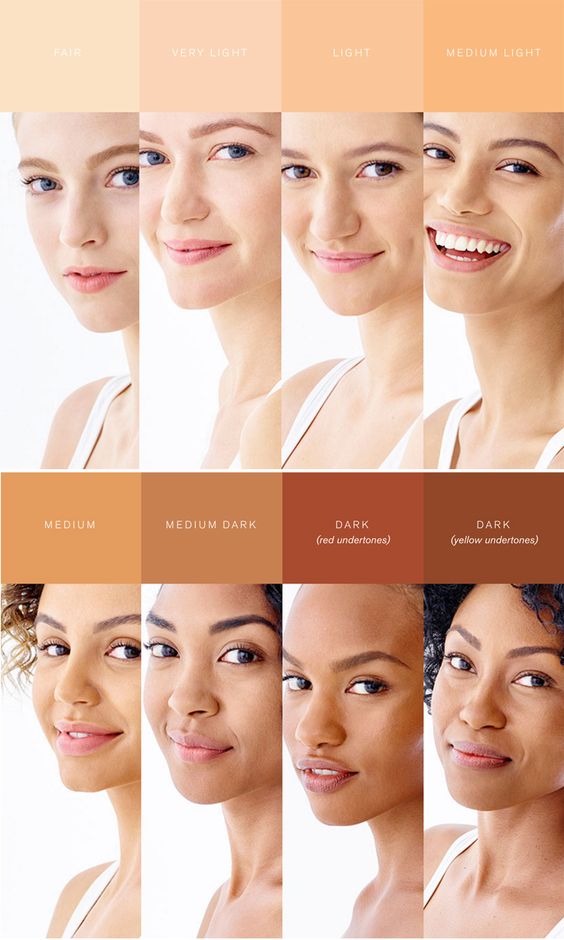 FAIR
VERY LIGHT
LIGHT
MEDIUM LIGHT
MEDIUM
MEDIUM DARK
DARK
(red undertones)
DARK
(yellow undertones)